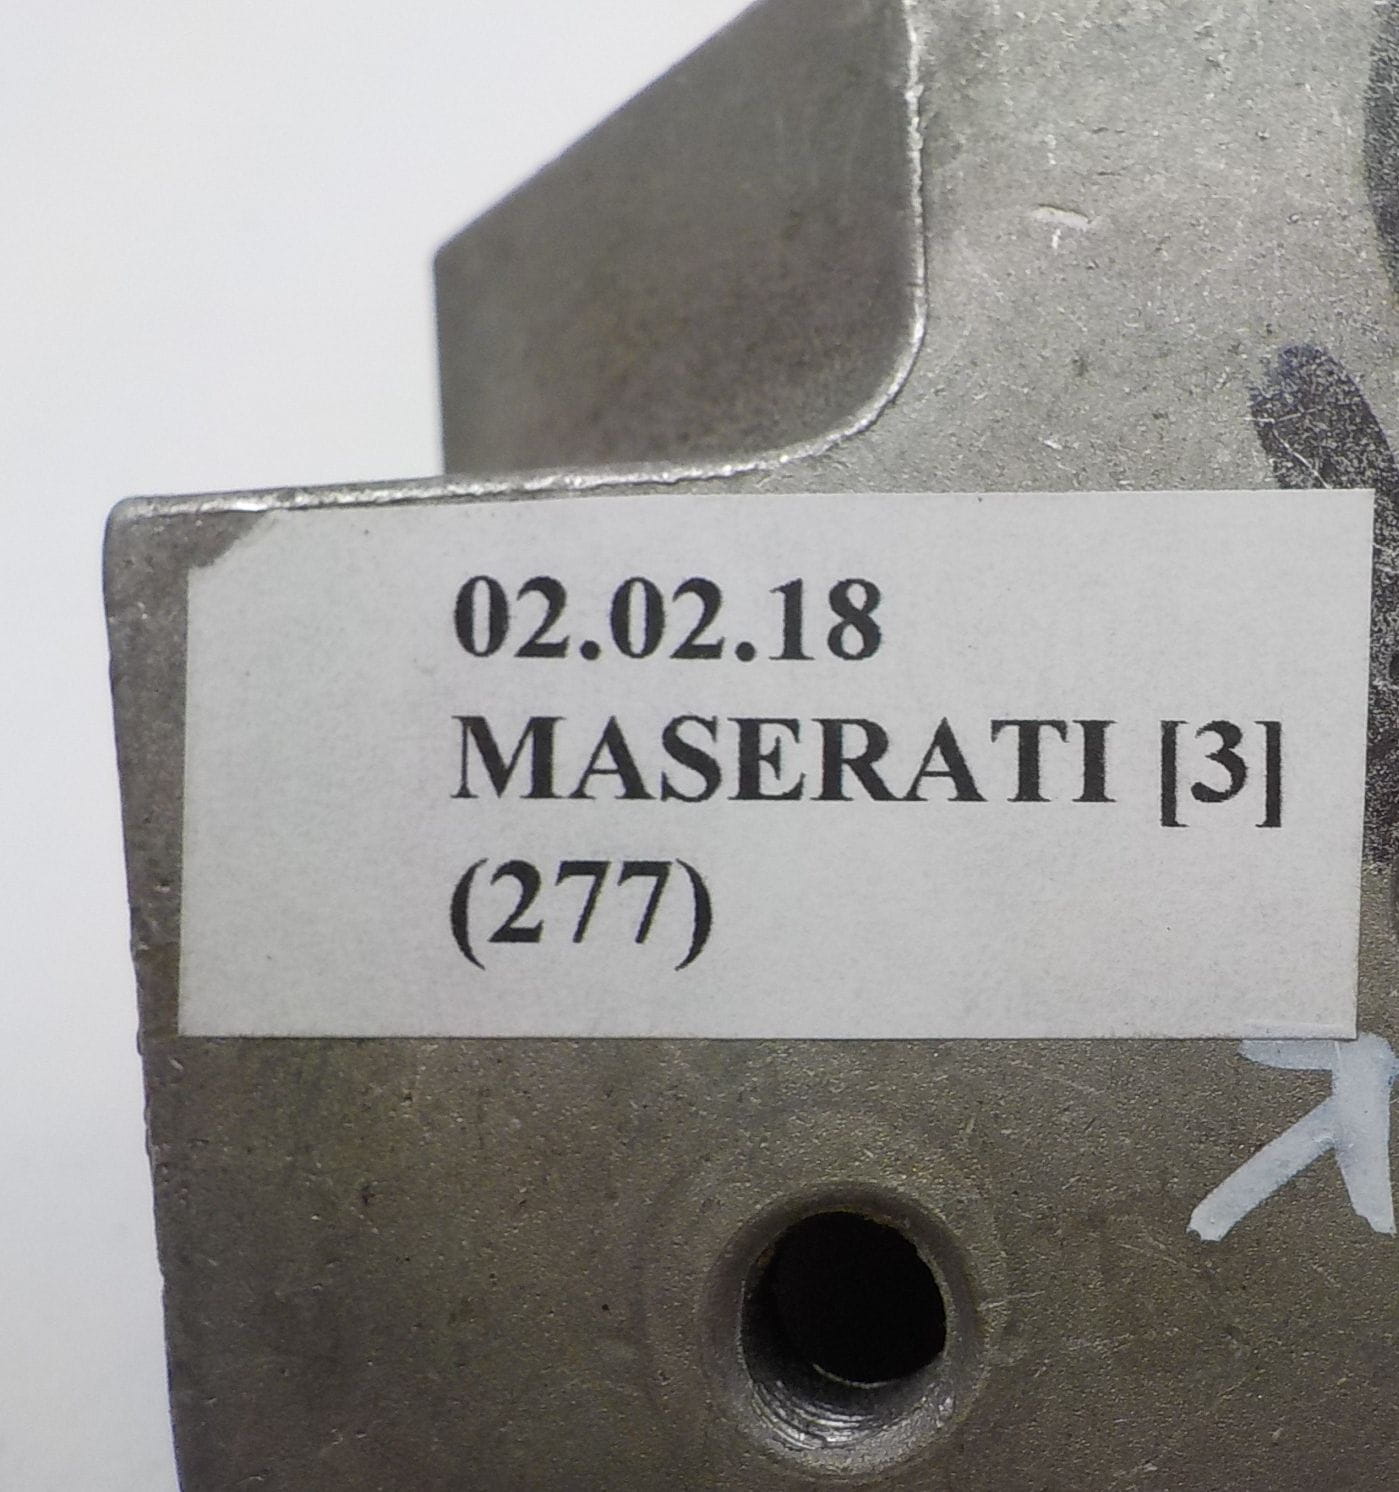 02.02.18
MASERATI [3]
(277)